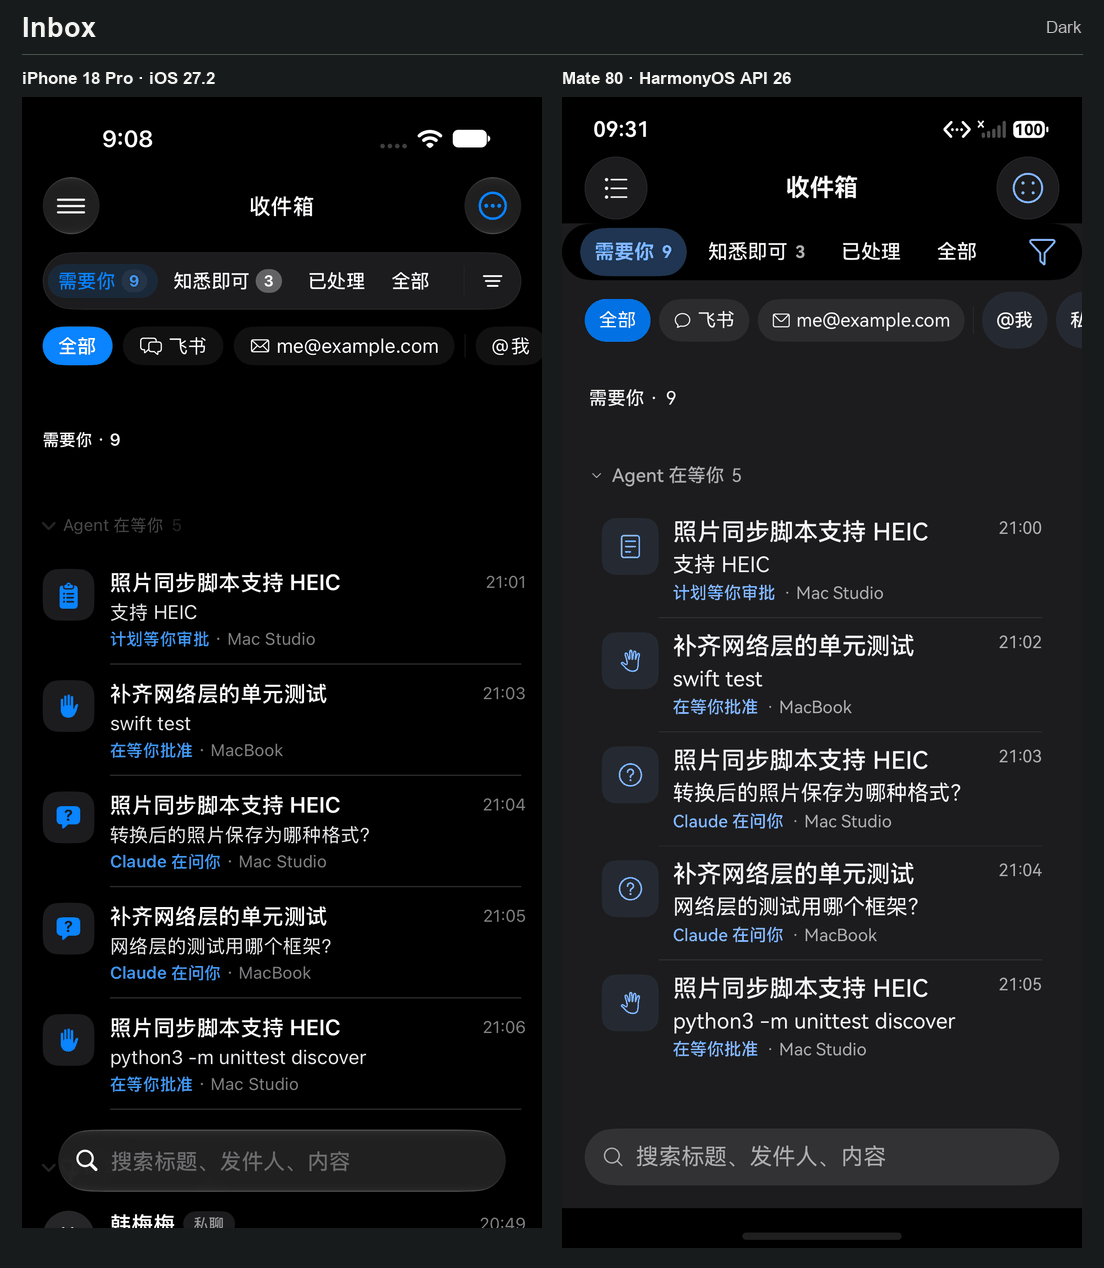 Inbox
Dark
iPhone 18 Pro · iOS 27.2
9:08
收件箱
需要你 9 知悉即可 3 已处理 全部
全部 飞书 me@example.com @我
需要你 · 9
Agent 在等你 5
照片同步脚本支持 HEIC 21:01
支持 HEIC
计划等你审批 · Mac Studio
补齐网络层的单元测试 21:03
swift test
在等你批准 · MacBook
照片同步脚本支持 HEIC 21:04
转换后的照片保存为哪种格式?
Claude 在问你 · Mac Studio
补齐网络层的单元测试 21:05
网络层的测试用哪个框架?
Claude 在问你 · MacBook
照片同步脚本支持 HEIC 21:06
python3 -m unittest discover
在等你批准 · Mac Studio
搜索标题、发件人、内容
韩梅梅 私聊 20:49
Mate 80 · HarmonyOS API 26
09:31 100
收件箱
需要你 9 知悉即可 3 已处理 全部
全部 飞书 me@example.com @我 私
需要你 · 9
Agent 在等你 5
照片同步脚本支持 HEIC 21:00
支持 HEIC
计划等你审批 · Mac Studio
补齐网络层的单元测试 21:02
swift test
在等你批准 · MacBook
照片同步脚本支持 HEIC 21:03
转换后的照片保存为哪种格式?
Claude 在问你 · Mac Studio
补齐网络层的单元测试 21:04
网络层的测试用哪个框架?
Claude 在问你 · MacBook
照片同步脚本支持 HEIC 21:05
python3 -m unittest discover
在等你批准 · Mac Studio
搜索标题、发件人、内容